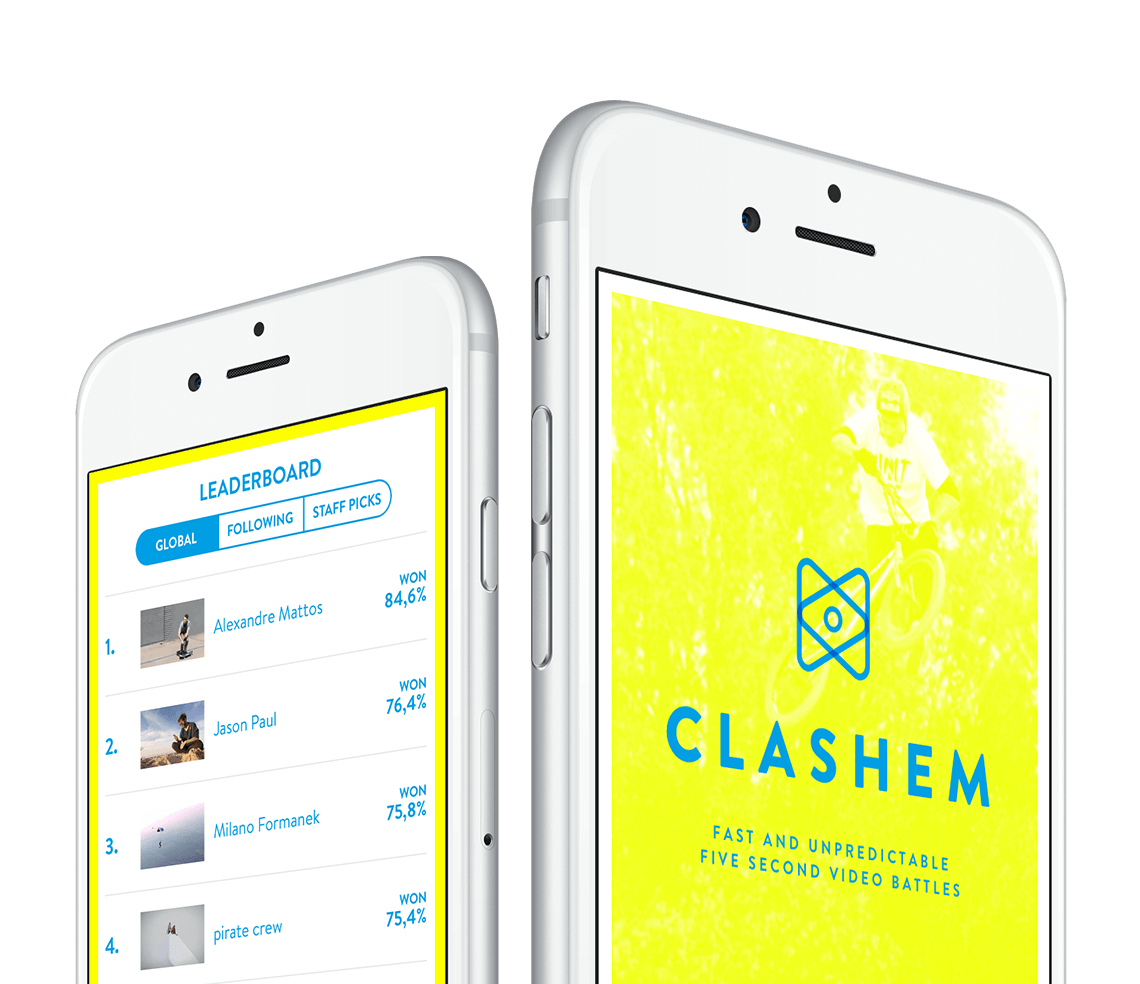 LEADERBOARD
GLOBAL
FOLLOWING
STAFF PICKS
1.
Alexandre Mattos
WON
84,6%
2.
Jason Paul
WON
76,4%
3.
Milano Formanek
WON
75,8%
4.
pirate crew
WON
75,4%
UNIT
CLASHEM
FAST AND UNPREDICTABLE
FIVE SECOND VIDEO BATTLES